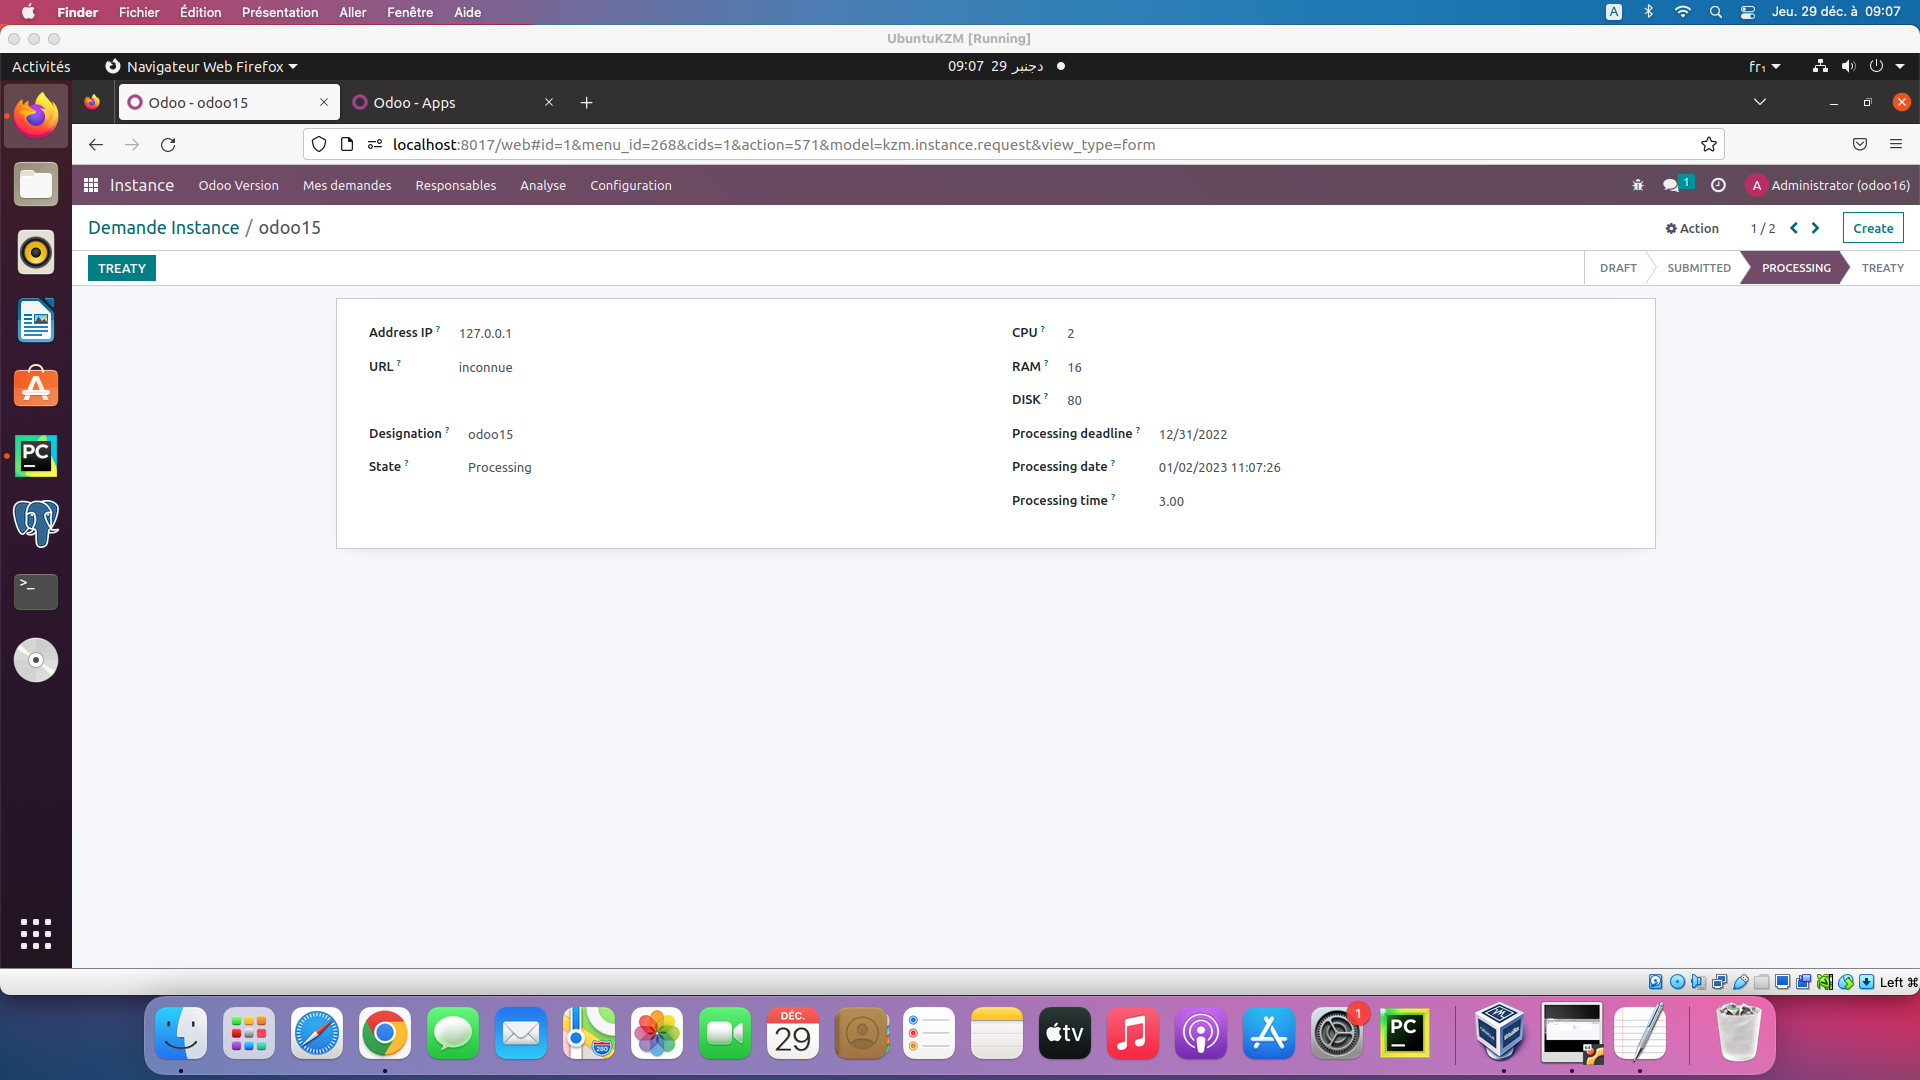 Finder Fichier Édition Présentation Aller Fenêtre Aide A Jeu. 29 déc. à 09:07
UbuntuKZM [Running]
Activités Navigateur Web Firefox 09:07 29 دجنبر fr₁
Odoo - odoo15 Odoo - Apps
localhost:8017/web#id=1&menu_id=268&cids=1&action=571&model=kzm.instance.request&view_type=form
Instance Odoo Version Mes demandes Responsables Analyse Configuration 1 A Administrator (odoo16)
Demande Instance / odoo15 Action 1 / 2 Create
TREATY DRAFT SUBMITTED PROCESSING TREATY
Address IP ? 127.0.0.1 CPU ? 2
URL ? inconnue RAM ? 16
DISK ? 80
Designation ? odoo15 Processing deadline ? 12/31/2022
State ? Processing Processing date ? 01/02/2023 11:07:26
Processing time ? 3.00
PC
>_
Left ⌘
DÉC.
29
280
tv
1
PC